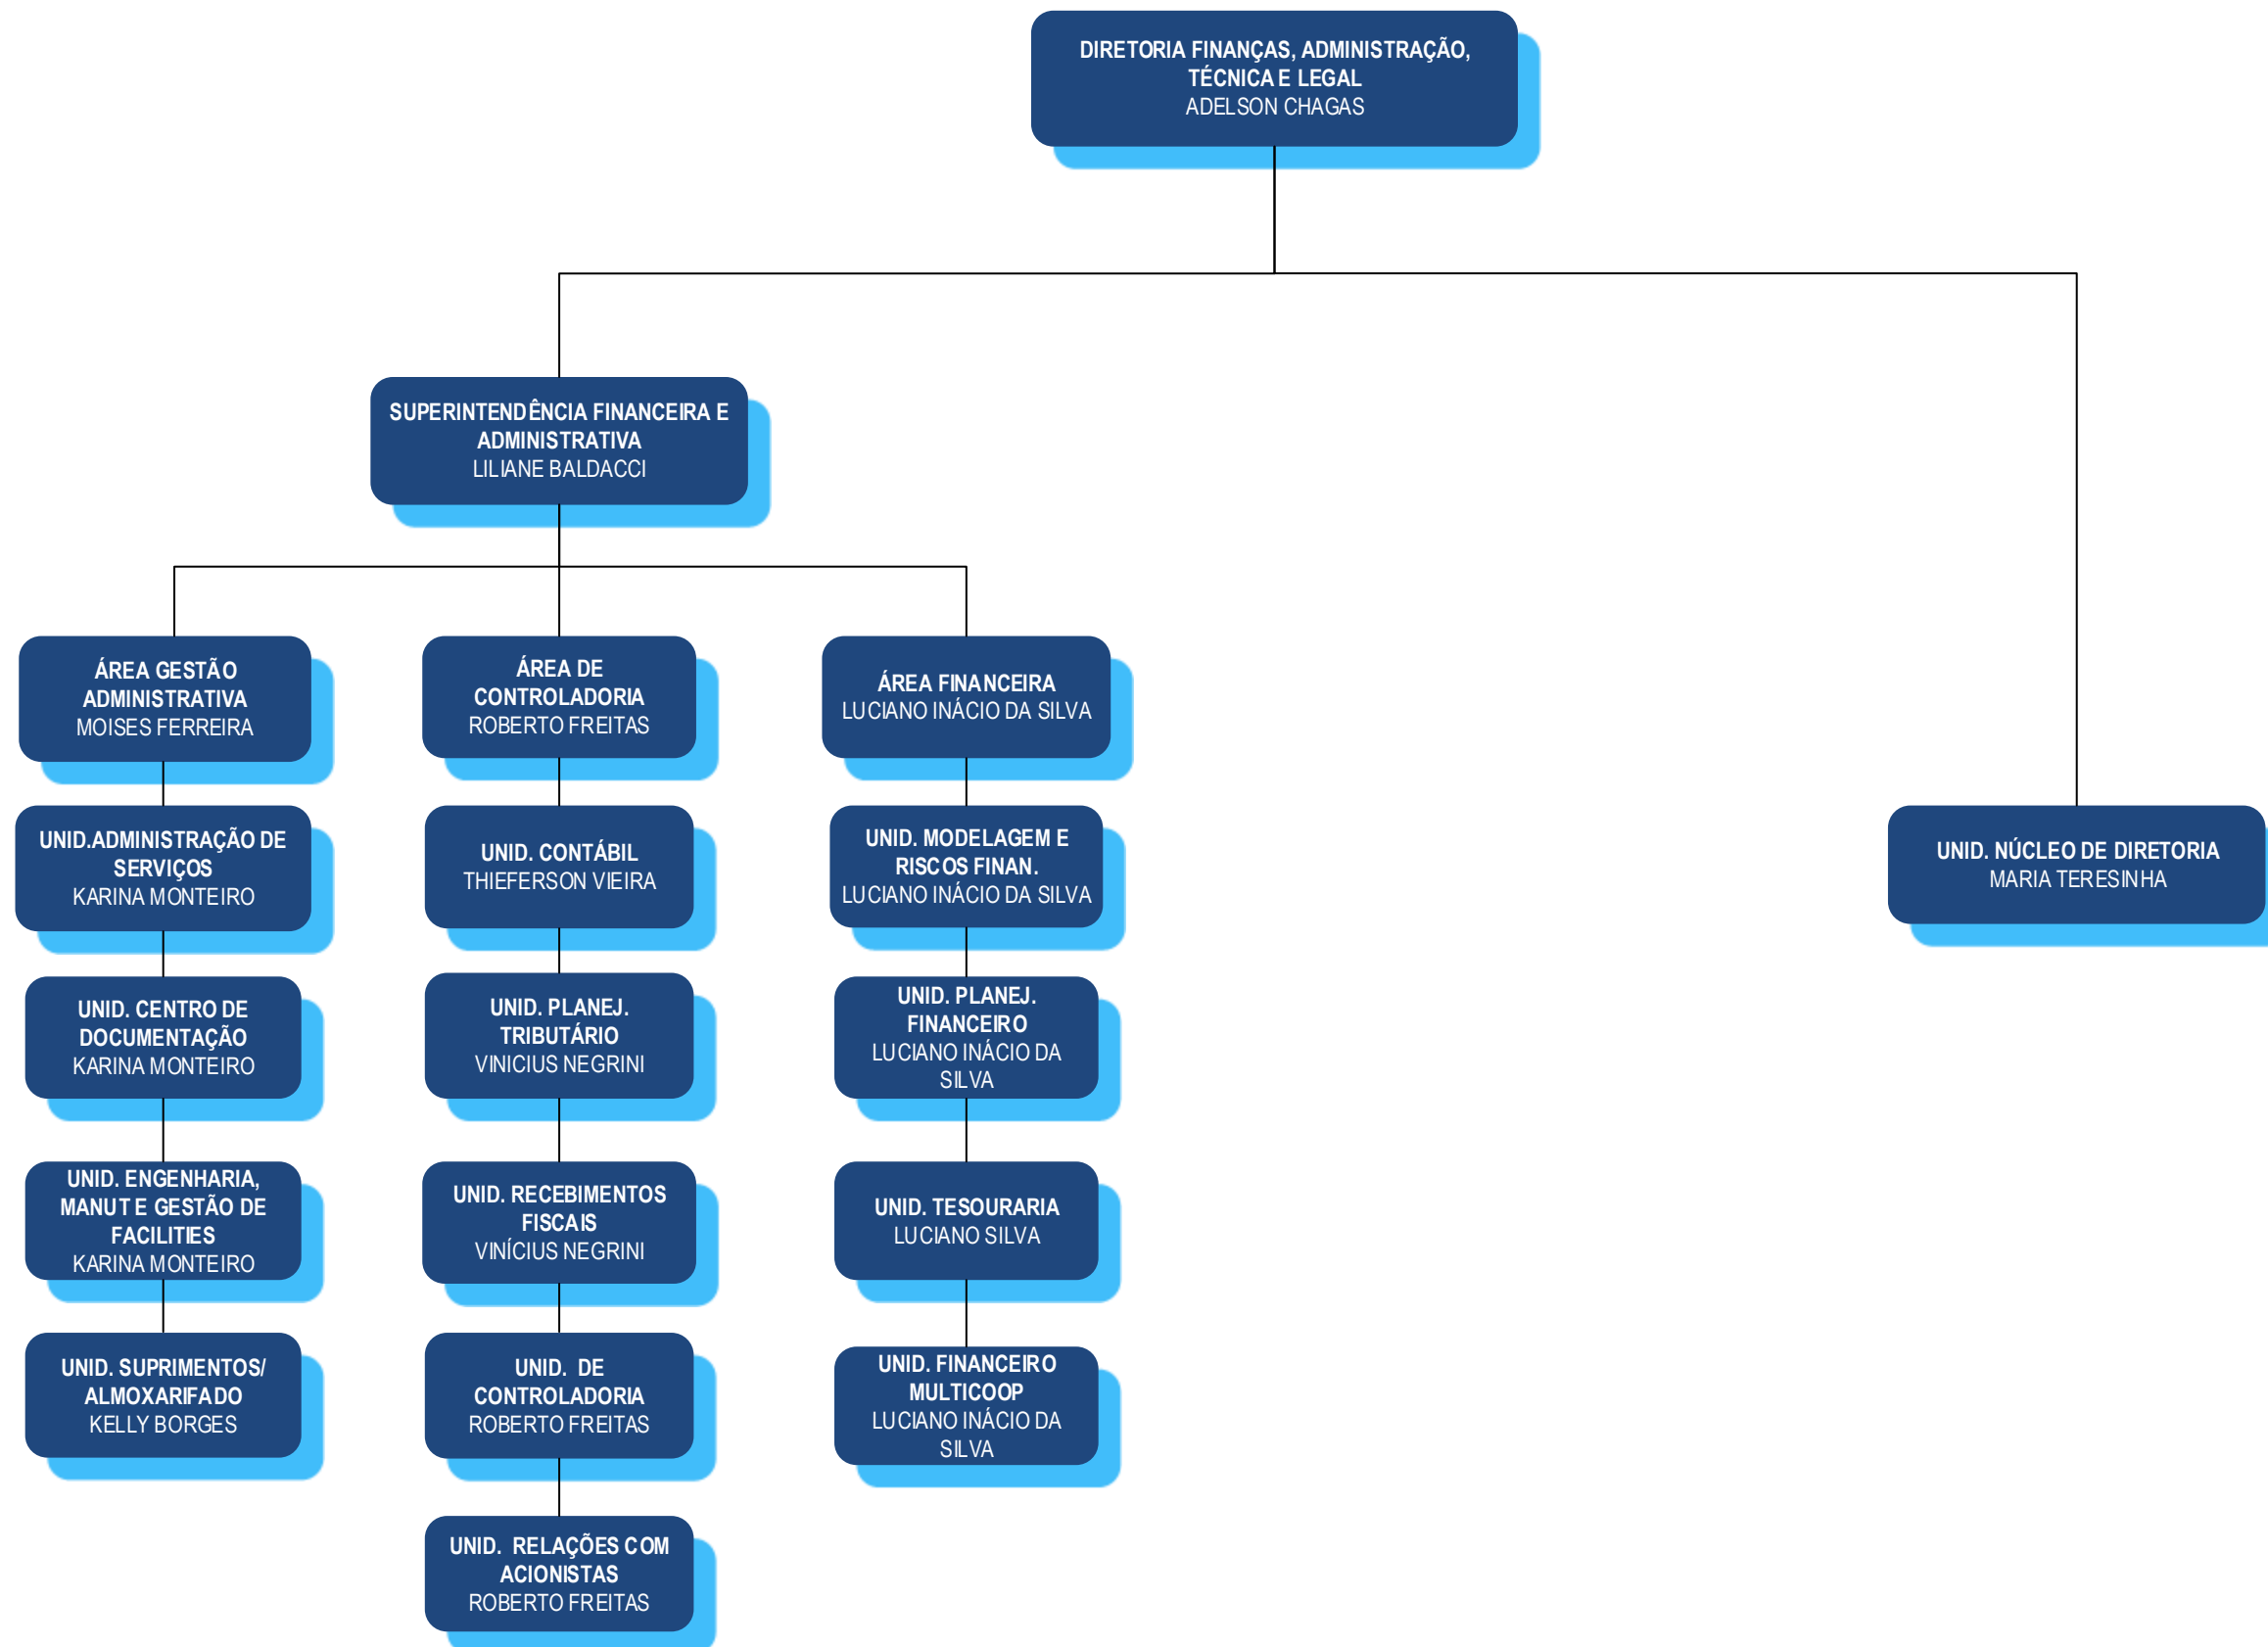 DIRETORIA FINANÇAS, ADMINISTRAÇÃO,
TÉCNICA E LEGAL
ADELSON CHAGAS
SUPERINTENDÊNCIA FINANCEIRA E
ADMINISTRATIVA
LILIANE BALDACCI
ÁREA GESTÃO
ADMINISTRATIVA
MOISES FERREIRA
UNID.ADMINISTRAÇÃO DE
SERVIÇOS
KARINA MONTEIRO
UNID. CENTRO DE
DOCUMENTAÇÃO
KARINA MONTEIRO
UNID. ENGENHARIA,
MANUT E GESTÃO DE
FACILITIES
KARINA MONTEIRO
UNID. SUPRIMENTOS/
ALMOXARIFADO
KELLY BORGES
ÁREA DE
CONTROLADORIA
ROBERTO FREITAS
UNID. CONTÁBIL
THIEFERSON VIEIRA
UNID. PLANEJ.
TRIBUTÁRIO
VINICIUS NEGRINI
UNID. RECEBIMENTOS
FISCAIS
VINÍCIUS NEGRINI
UNID. DE
CONTROLADORIA
ROBERTO FREITAS
UNID. RELAÇÕES COM
ACIONISTAS
ROBERTO FREITAS
ÁREA FINANCEIRA
LUCIANO INÁCIO DA SILVA
UNID. MODELAGEM E
RISCOS FINAN.
LUCIANO INÁCIO DA SILVA
UNID. PLANEJ.
FINANCEIRO
LUCIANO INÁCIO DA
SILVA
UNID. TESOURARIA
LUCIANO SILVA
UNID. FINANCEIRO
MULTICOOP
LUCIANO INÁCIO DA
SILVA
UNID. NÚCLEO DE DIRETORIA
MARIA TERESINHA